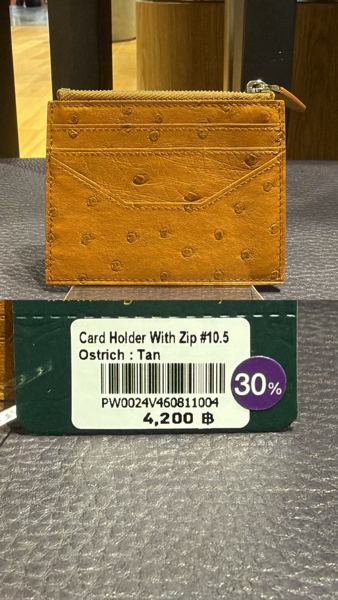 Card Holder With Zip #10.5
Ostrich : Tan
PW0024V460811004
4,200 ฿
30%